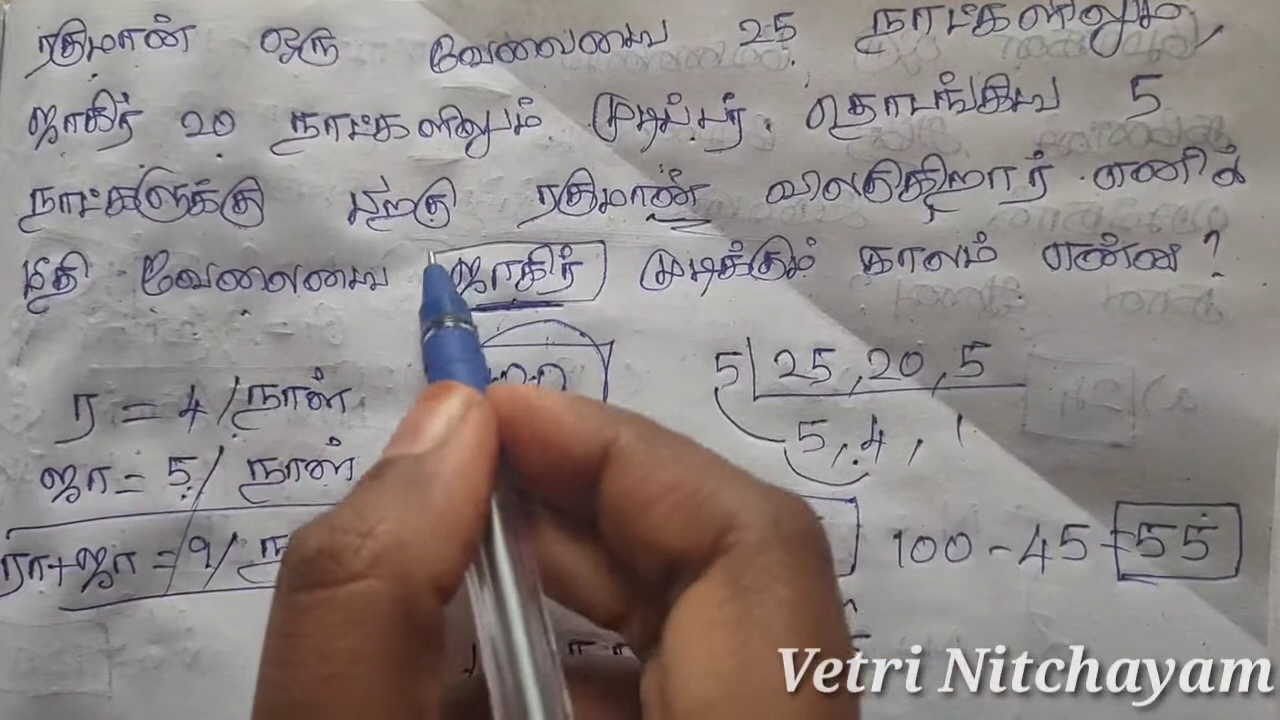 ரகுமான் ஒரு வேலையை 25 நாட்களிலும்,
ஜாகிர் 20 நாட்களிலும் முடிப்பர். தொடங்கிய 5
நாட்களுக்கு பிறகு ரகுமான் விலகுகிறார் எனில்
மீதி வேலையை ஜாகிர் முடிக்கும் காலம் என்ன?
5 25, 20, 5
ர = 4/நாள்
5, 4, 1
ஜா = 5/ நாள்
ரா+ஜா = 9/
100 - 45 = 55
Vetri Nitchayam